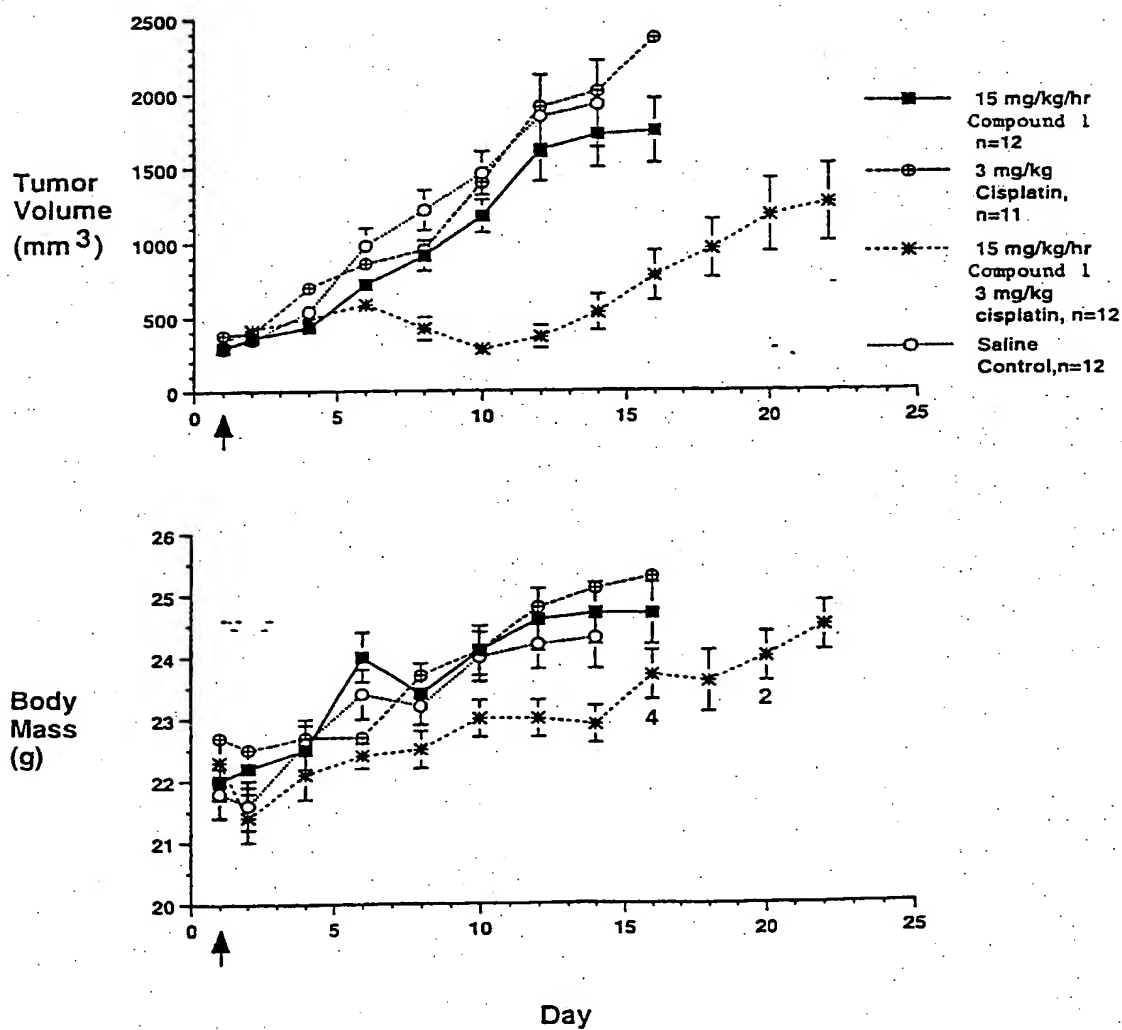 2500
2000
1500
1000
500
0
Tumor
Volume
(mm3)
0 5 10 15 20 25
15 mg/kg/hr
Compound 1
n=12
3 mg/kg
Cisplatin,
n=11
15 mg/kg/hr
Compound 1
3 mg/kg
cisplatin, n=12
Saline
Control,n=12
26
25
24
23
22
21
20
Body
Mass
(g)
4
2
0 5 10 15 20 25
Day